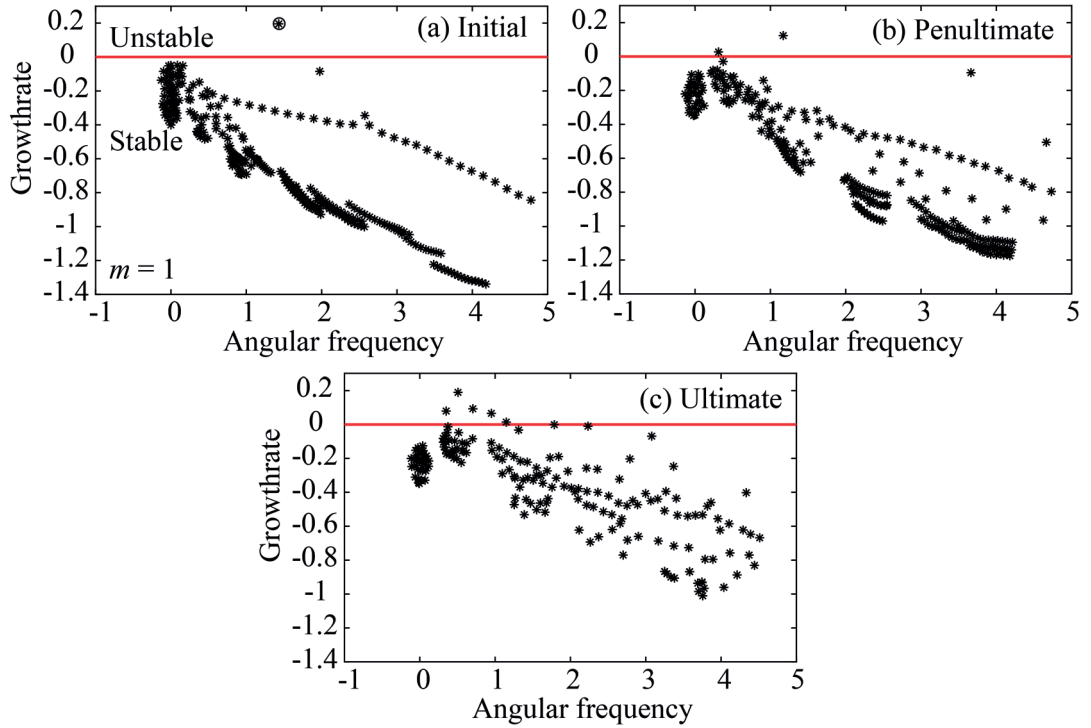 0.2
Unstable
(a) Initial
0
-0.2
-0.4
Stable
-0.6
-0.8
-1
-1.2
m = 1
-1.4
-1 0 1 2 3 4 5
Growthrate
Angular frequency
0.2
(b) Penultimate
0
-0.2
-0.4
-0.6
-0.8
-1
-1.2
-1.4
-1 0 1 2 3 4 5
Angular frequency
0.2
(c) Ultimate
0
-0.2
-0.4
-0.6
-0.8
-1
-1.2
-1.4
-1 0 1 2 3 4 5
Growthrate
Angular frequency